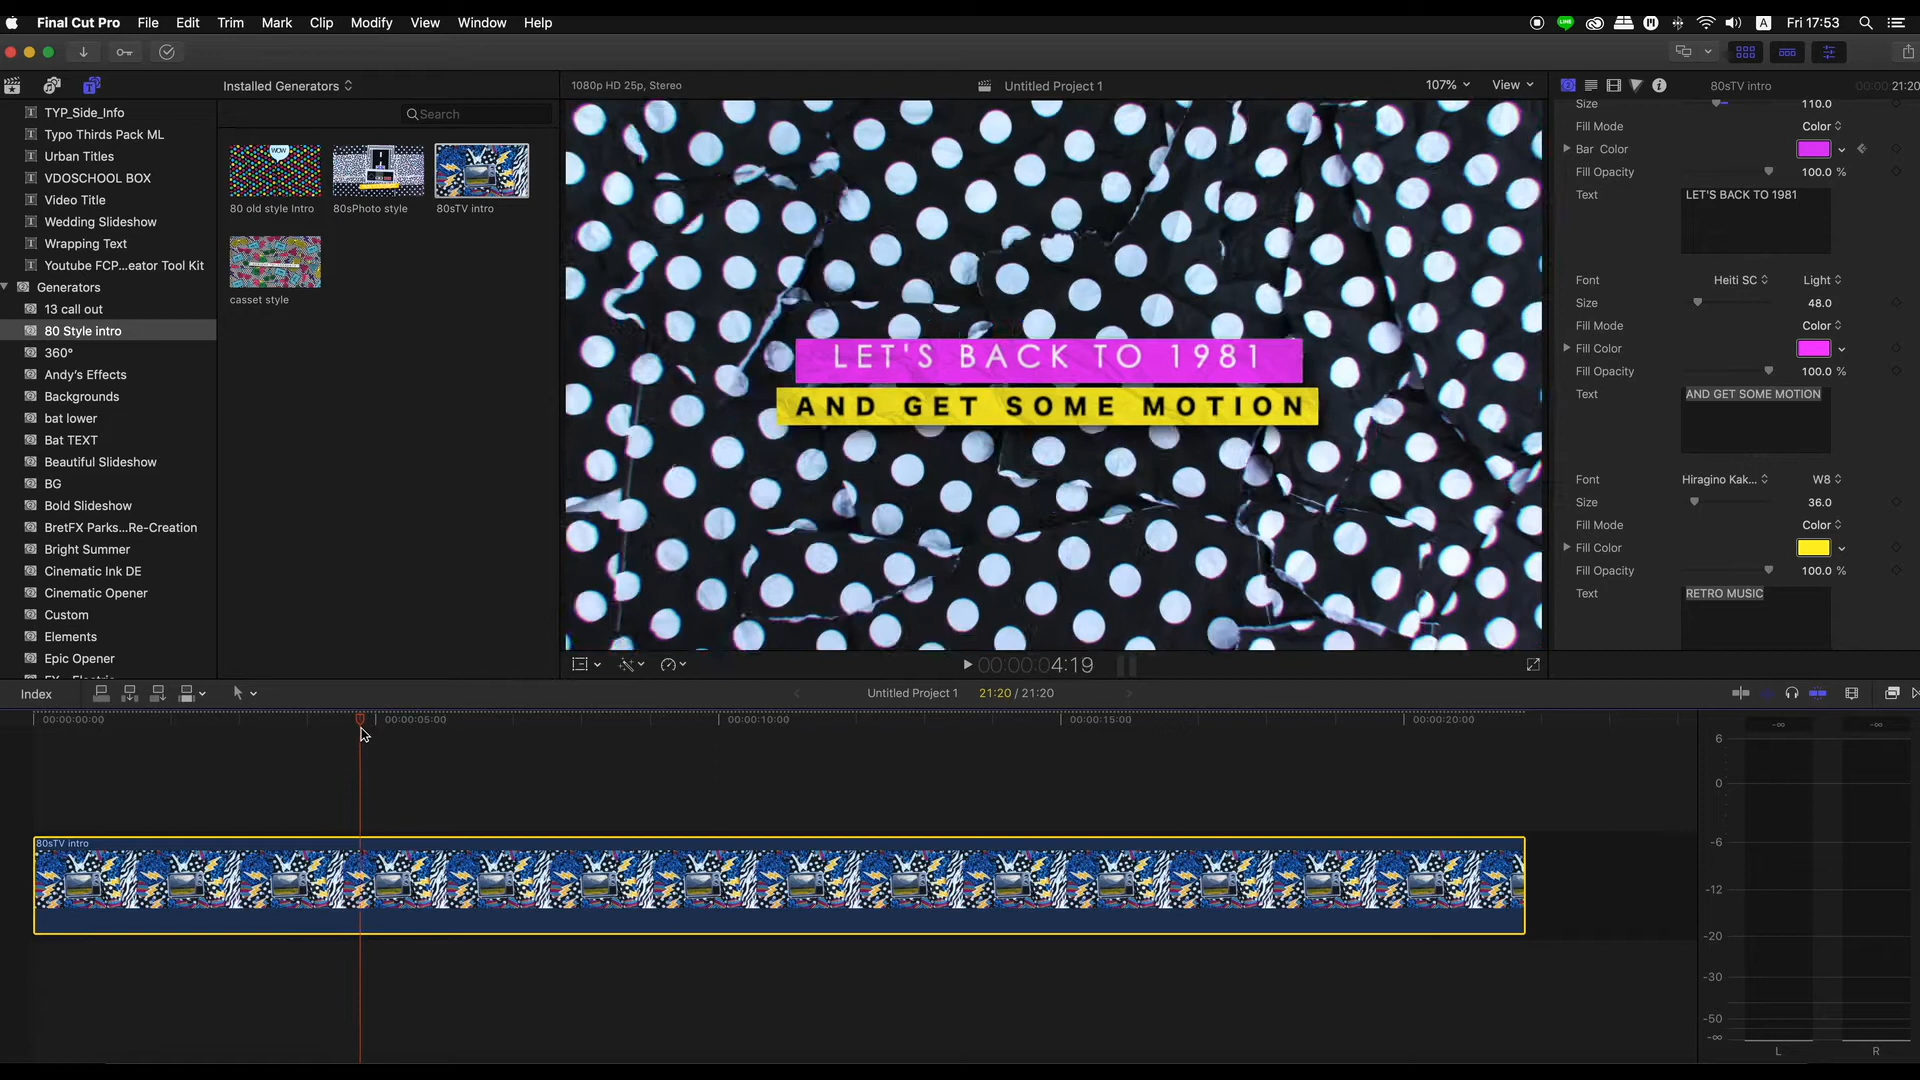 Final Cut Pro File Edit Trim Mark Clip Modify View Window Help
A Fri 17:53
Installed Generators
1080p HD 25p, Stereo
Untitled Project 1
107% View
80sTV intro
21:20
Search
TYP_Side_Info
Typo Thirds Pack ML
Urban Titles
VDOSCHOOL BOX
Video Title
Wedding Slideshow
Wrapping Text
Youtube FCP...eator Tool Kit
Generators
13 call out
80 Style intro
360°
Andy's Effects
Backgrounds
bat lower
Bat TEXT
Beautiful Slideshow
BG
Bold Slideshow
BretFX Parks...Re-Creation
Bright Summer
Cinematic Ink DE
Cinematic Opener
Custom
Elements
Epic Opener
WOW
80 old style Intro
80sPhoto style
80sTV intro
casset style
LET'S BACK TO 1981
AND GET SOME MOTION
Size 110.0
Fill Mode Color
Bar Color
Fill Opacity 100.0 %
Text LET'S BACK TO 1981
Font Heiti SC Light
Size 48.0
Fill Mode Color
Fill Color
Fill Opacity 100.0 %
Text AND GET SOME MOTION
Font Hiragino Kak... W8
Size 36.0
Fill Mode Color
Fill Color
Fill Opacity 100.0 %
Text RETRO MUSIC
00:00:04:19
Index
Untitled Project 1 21:20 / 21:20
00:00:00:00 00:00:05:00 00:00:10:00 00:00:15:00 00:00:20:00
80sTV intro
-∞ -∞
6
0
-6
-12
-20
-30
-50
-∞
L R